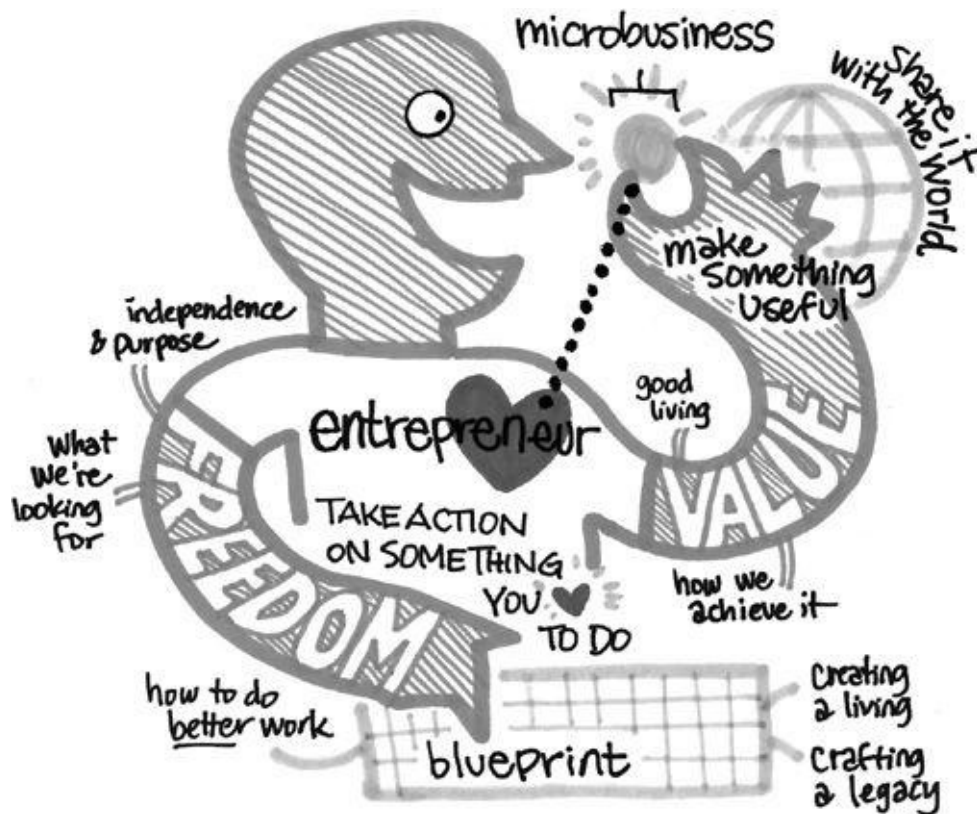 microbusiness
share it
with the world
make
something
useful
independence
& purpose
good
living
entrepreneur
what
we're
looking
for
FREEDOM
VALUE
TAKE ACTION
ON SOMETHING
YOU ♥
TO DO
how we
achieve it
how to do
better work
blueprint
creating
a living
crafting
a legacy